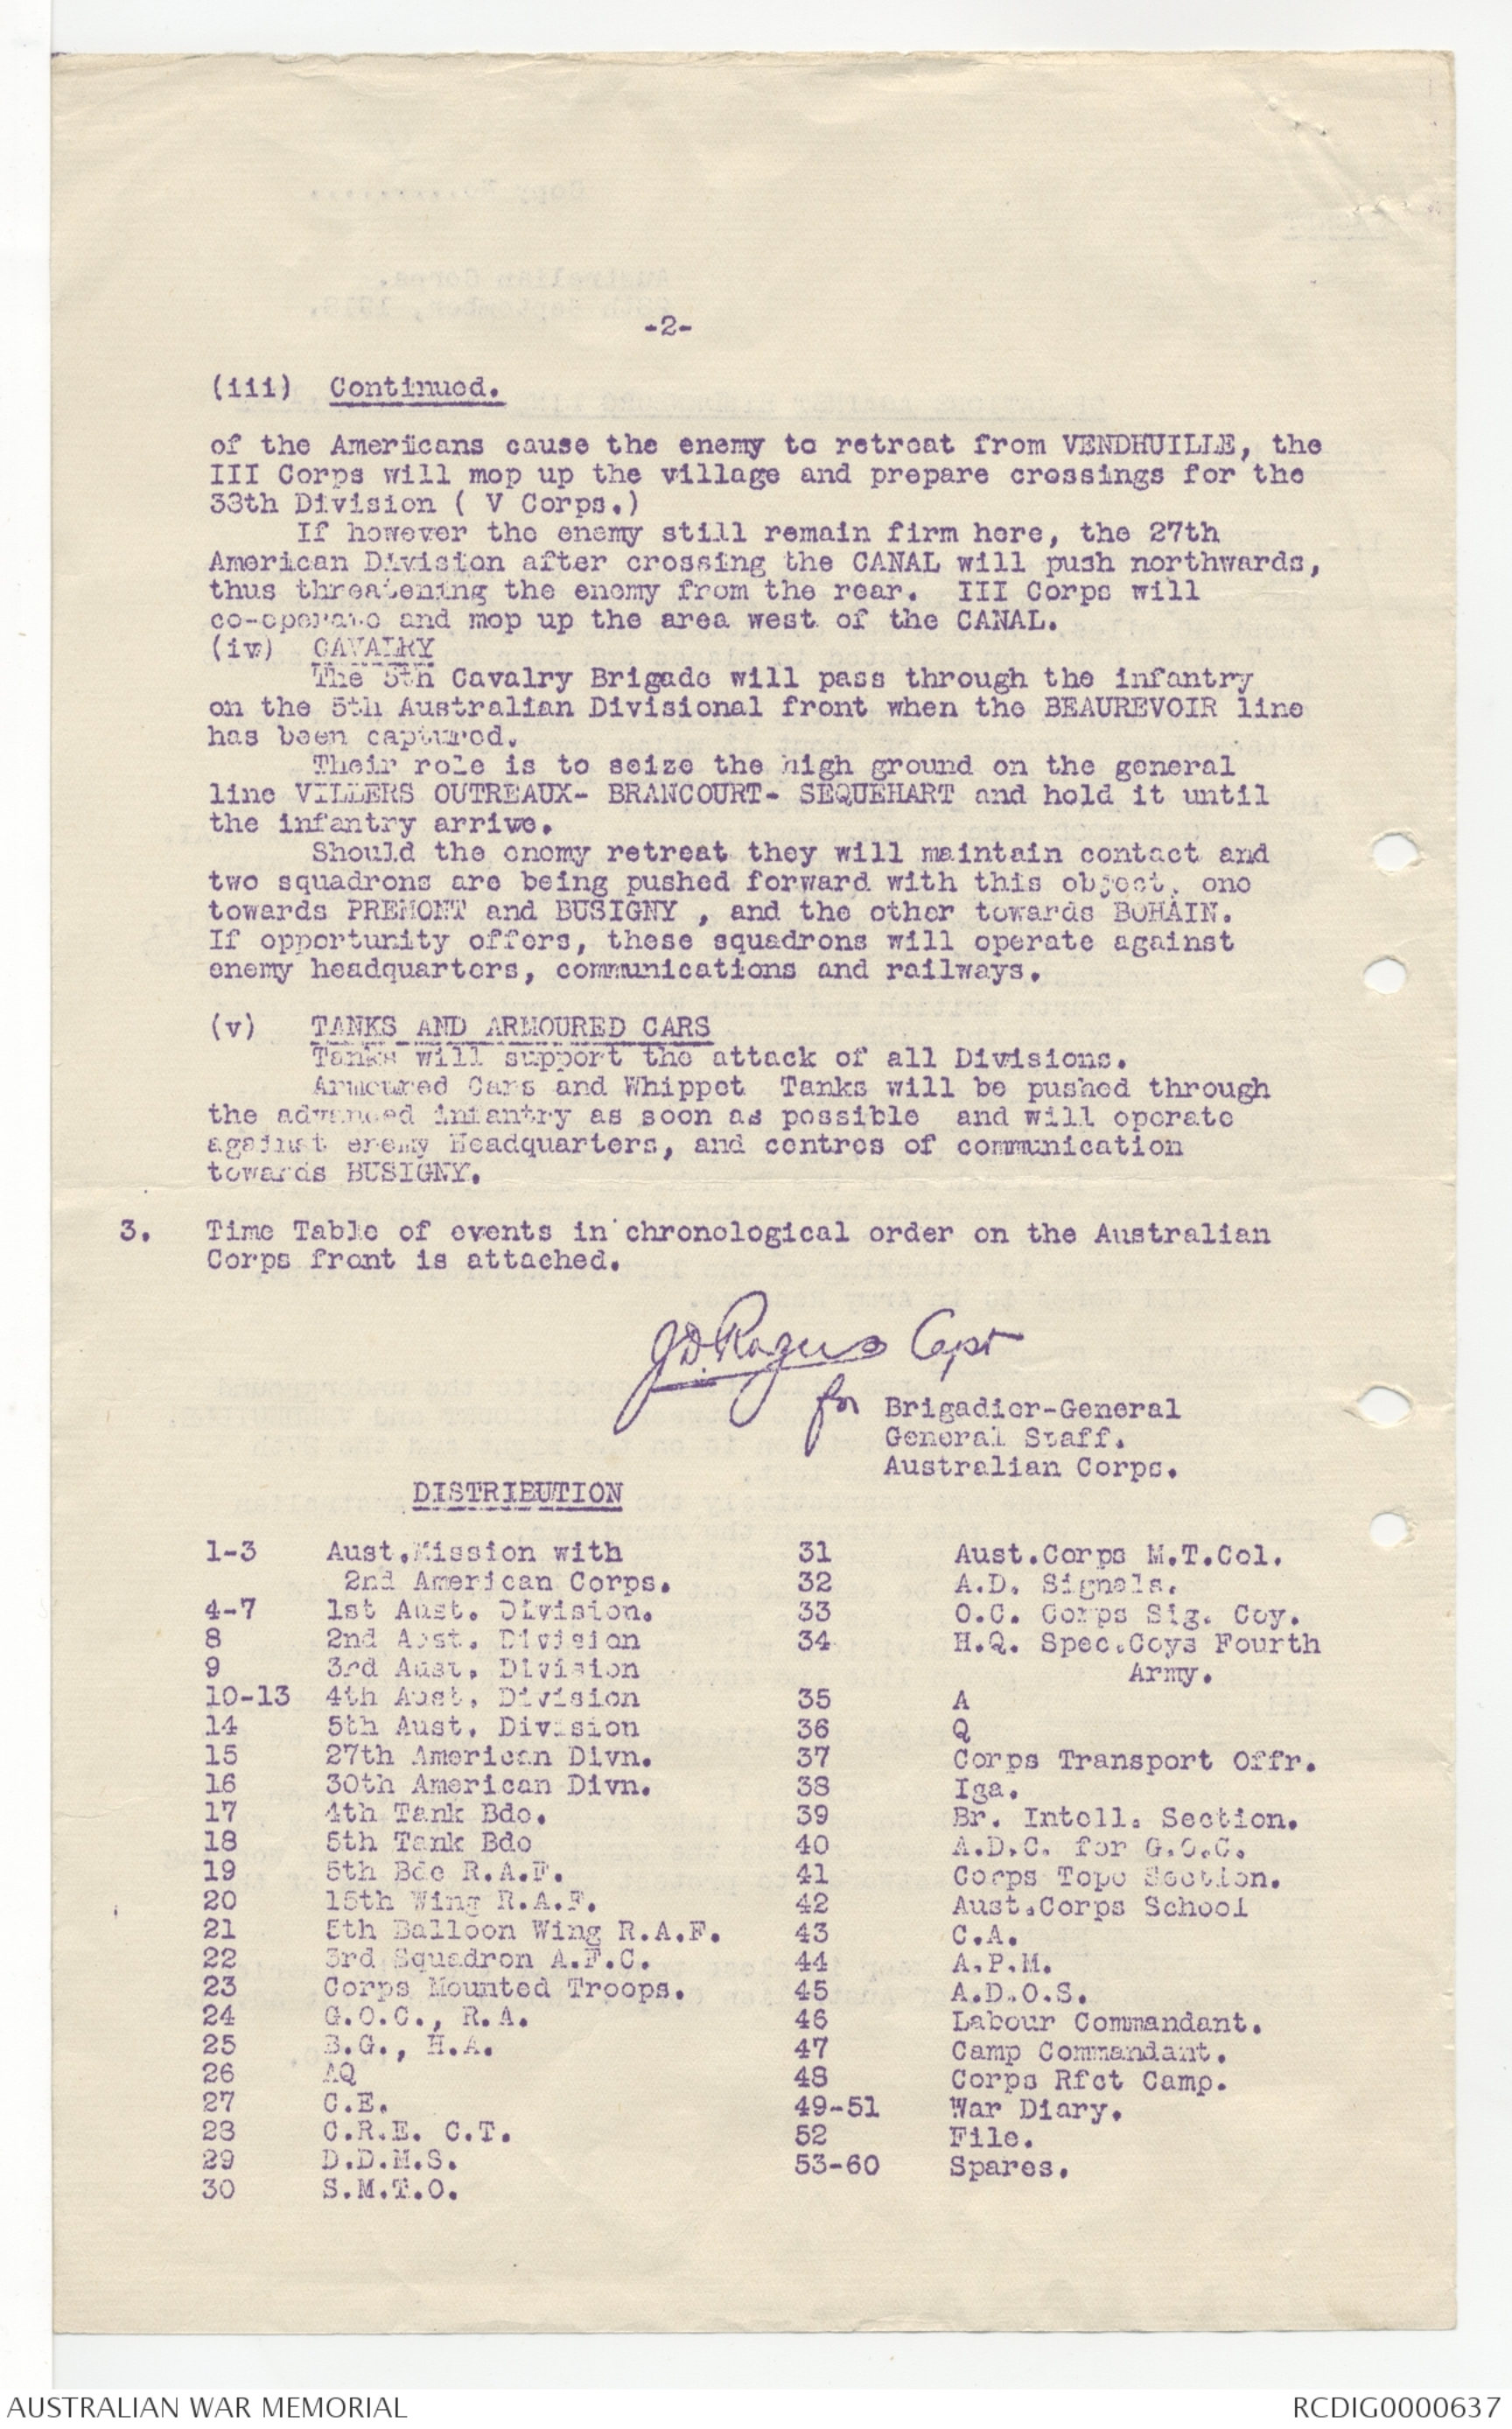 -2-
(iii) Continued.
of the Americans cause the enemy to retreat from VENDHUILLE, the
III Corps will mop up the village and prepare crossings for the
33th Division ( V Corps.)
If however the enemy still remain firm here, the 27th
American Division after crossing the CANAL will push northwards,
thus threatening the enemy from the rear. III Corps will
co-operate and mop up the area west of the CANAL.
(iv) CAVALRY
The 5th Cavalry Brigade will pass through the infantry
on the 5th Australian Divisional front when the BEAUREVOIR line
has been captured.
Their role is to seize the high ground on the general
line VILLERS OUTREAUX- BRANCOURT- SEQUEHART and hold it until
the infantry arrive.
Should the enemy retreat they will maintain contact and
two squadrons are being pushed forward with this object, one
towards PREMONT and BUSIGNY , and the other towards BOHAIN.
If opportunity offers, these squadrons will operate against
enemy headquarters, communications and railways.
(v) TANKS AND ARMOURED CARS
Tanks will support the attack of all Divisions.
Armoured Cars and Whippet Tanks will be pushed through
the advanced infantry as soon as possible and will operate
against enemy Headquarters, and centres of communication
towards BUSIGNY.
3. Time Table of events in chronological order on the Australian
Corps front is attached.
J.D. Rogers Capt
for Brigadier-General
General Staff.
Australian Corps.
DISTRIBUTION
1-3 Aust.Mission with
2nd American Corps.
4-7 1st Aust. Division.
8 2nd Aust. Division
9 3rd Aust. Division
10-13 4th Aust. Division
14 5th Aust. Division
15 27th American Divn.
16 30th American Divn.
17 4th Tank Bde.
18 5th Tank Bde
19 5th Bde R.A.F.
20 15th Wing R.A.F.
21 5th Balloon Wing R.A.F.
22 3rd Squadron A.F.C.
23 Corps Mounted Troops.
24 G.O.C., R.A.
25 B.G., H.A.
26 AQ
27 C.E.
28 C.R.E. C.T.
29 D.D.M.S.
30 S.M.T.O.
31 Aust.Corps M.T.Col.
32 A.D. Signals.
33 O.C. Corps Sig. Coy.
34 H.Q. Spec.Coys Fourth
Army.
35 A
36 Q
37 Corps Transport Offr.
38 Iga.
39 Br. Intell. Section.
40 A.D.C. for G.O.C.
41 Corps Topo Section.
42 Aust.Corps School
43 C.A.
44 A.P.M.
45 A.D.O.S.
46 Labour Commandant.
47 Camp Commandant.
48 Corps Rfct Camp.
49-51 War Diary.
52 File.
53-60 Spares.
AUSTRALIAN WAR MEMORIAL
RCDIG0000637